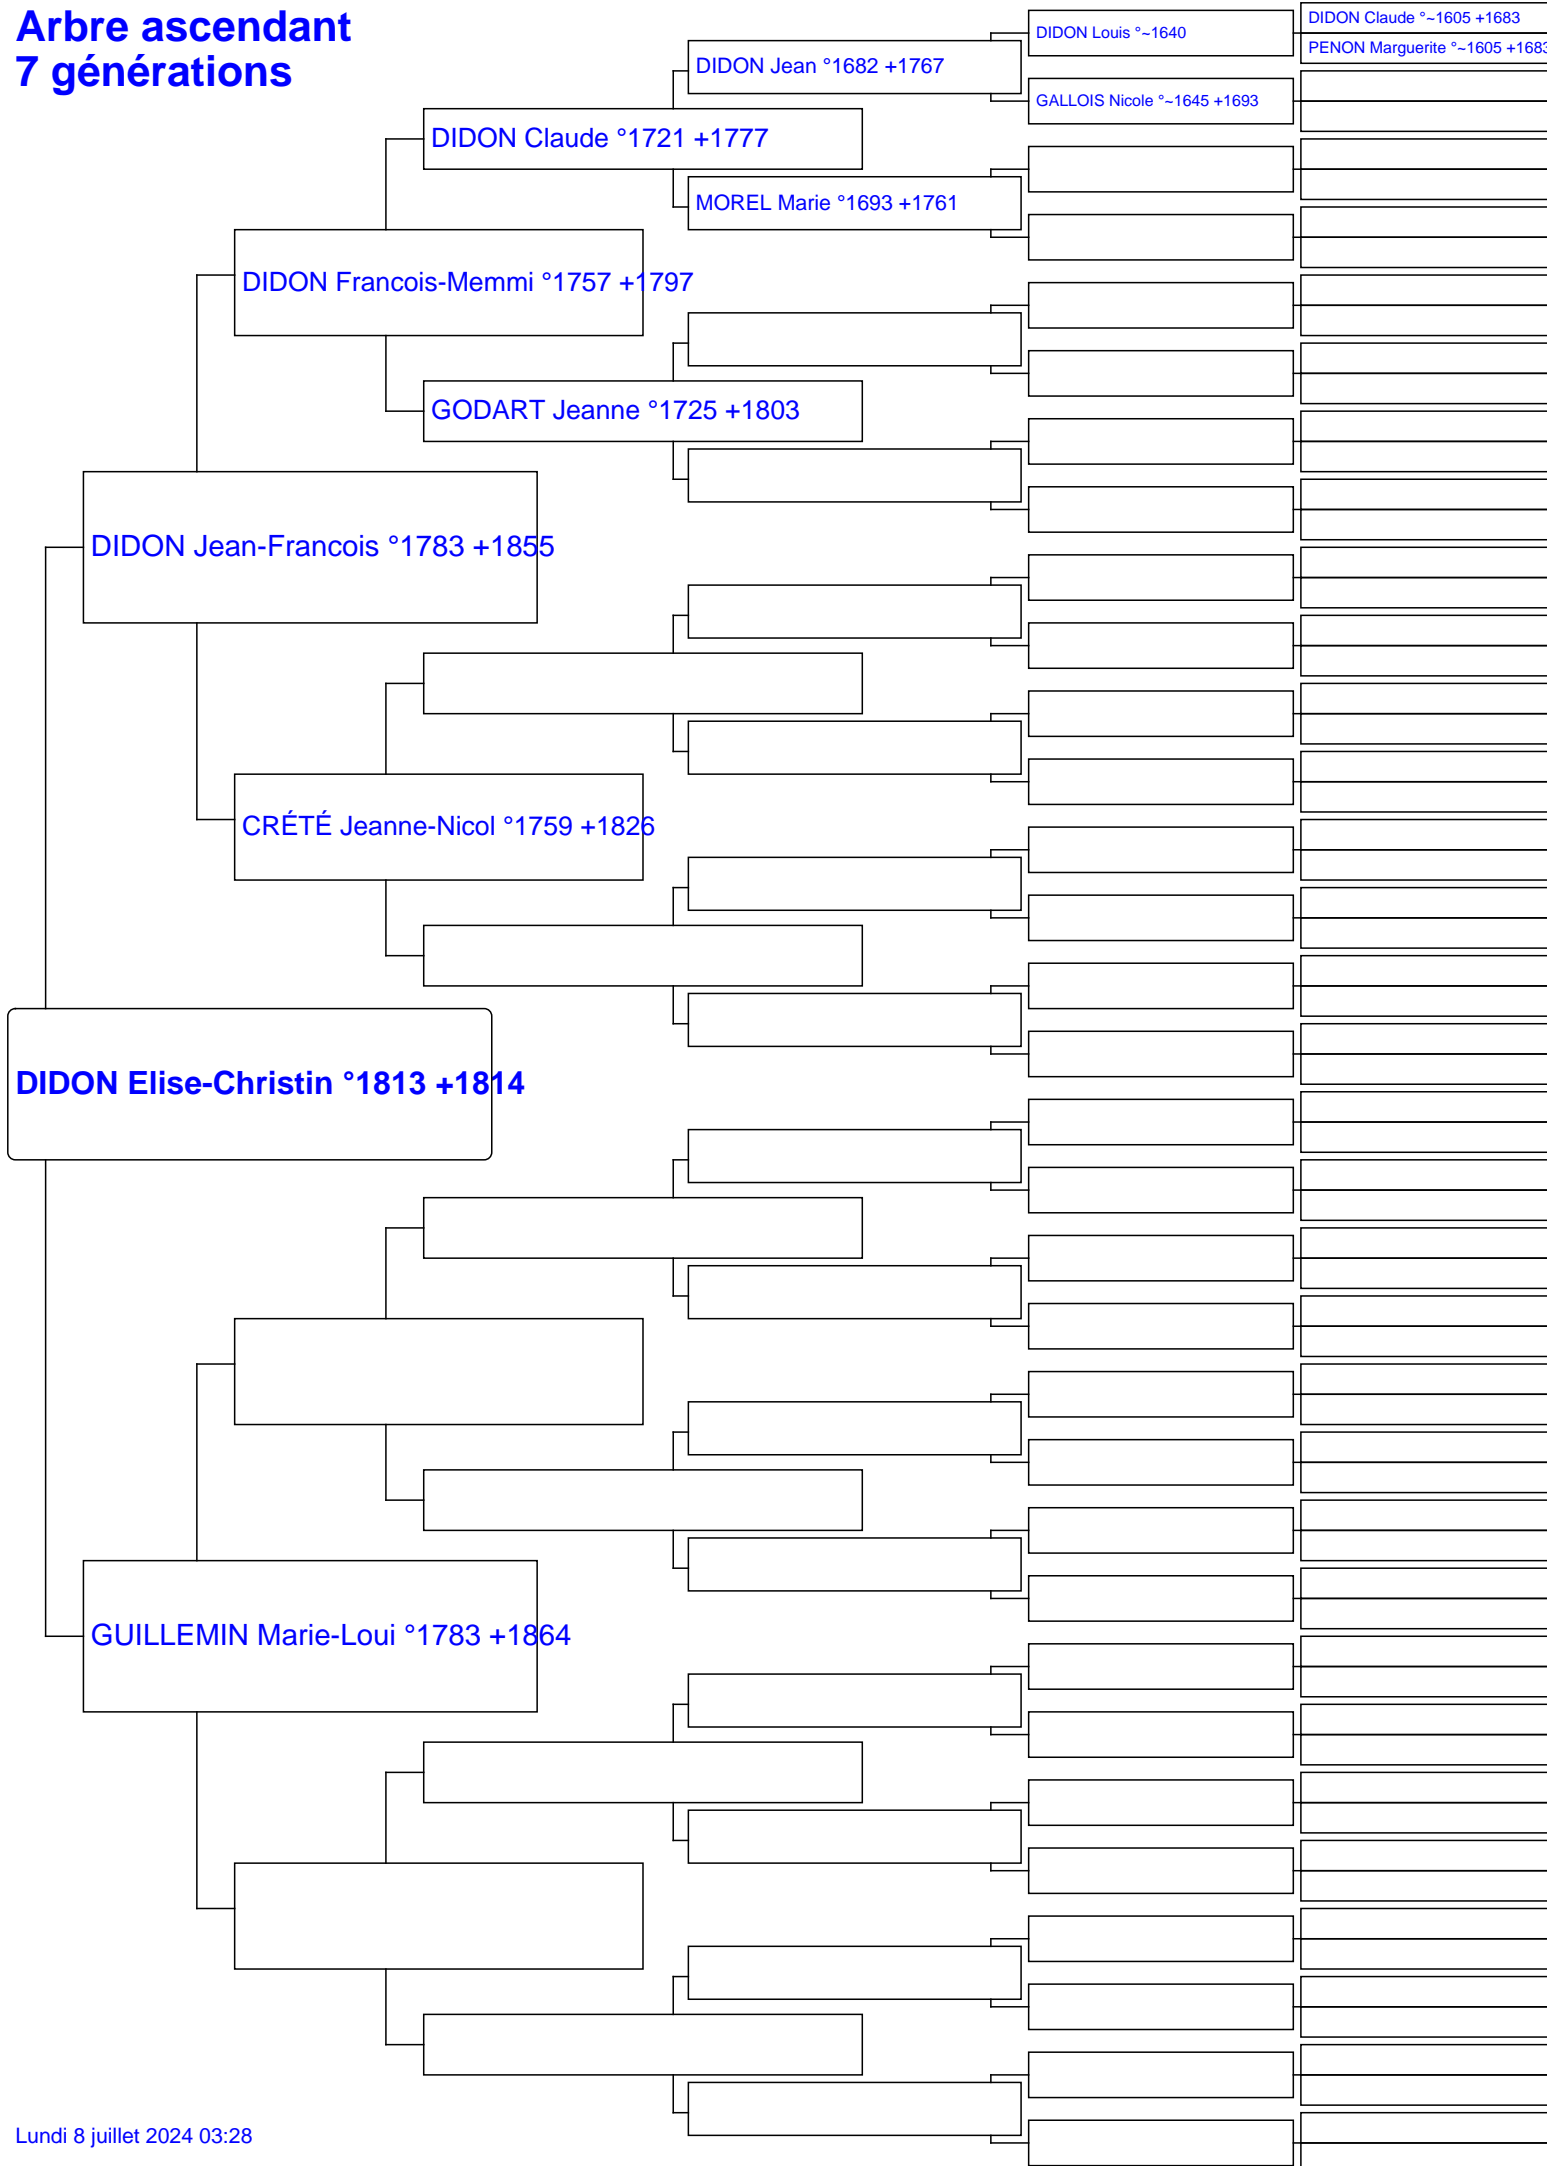 Arbre ascendant
7 générations
DIDON Claude °~1605 +1683
DIDON Louis °~1640
PENON Marguerite °~1605 +1683
DIDON Jean °1682 +1767
GALLOIS Nicole °~1645 +1693
DIDON Claude °1721 +1777
MOREL Marie °1693 +1761
DIDON Francois-Memmi °1757 +1797
GODART Jeanne °1725 +1803
DIDON Jean-Francois °1783 +1855
CRÉTÉ Jeanne-Nicol °1759 +1826
DIDON Elise-Christin °1813 +1814
GUILLEMIN Marie-Loui °1783 +1864
Lundi 8 juillet 2024 03:28